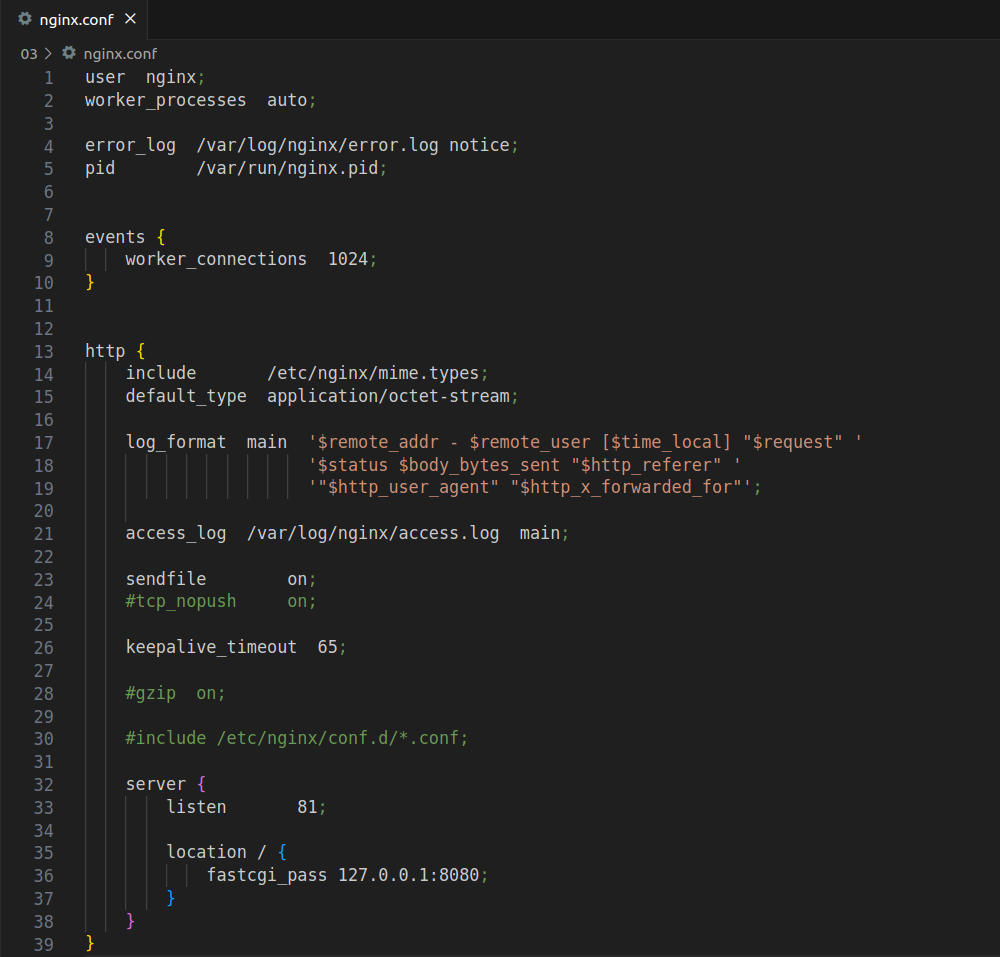 nginx.conf
03 > nginx.conf
1 user  nginx;
2 worker_processes  auto;
3
4 error_log  /var/log/nginx/error.log notice;
5 pid        /var/run/nginx.pid;
6
7
8 events {
9     worker_connections  1024;
10 }
11
12
13 http {
14     include       /etc/nginx/mime.types;
15     default_type  application/octet-stream;
16
17     log_format  main  '$remote_addr - $remote_user [$time_local] "$request" '
18                       '$status $body_bytes_sent "$http_referer" '
19                       '"$http_user_agent" "$http_x_forwarded_for"';
20
21     access_log  /var/log/nginx/access.log  main;
22
23     sendfile        on;
24     #tcp_nopush     on;
25
26     keepalive_timeout  65;
27
28     #gzip  on;
29
30     #include /etc/nginx/conf.d/*.conf;
31
32     server {
33         listen       81;
34
35         location / {
36             fastcgi_pass 127.0.0.1:8080;
37         }
38     }
39 }